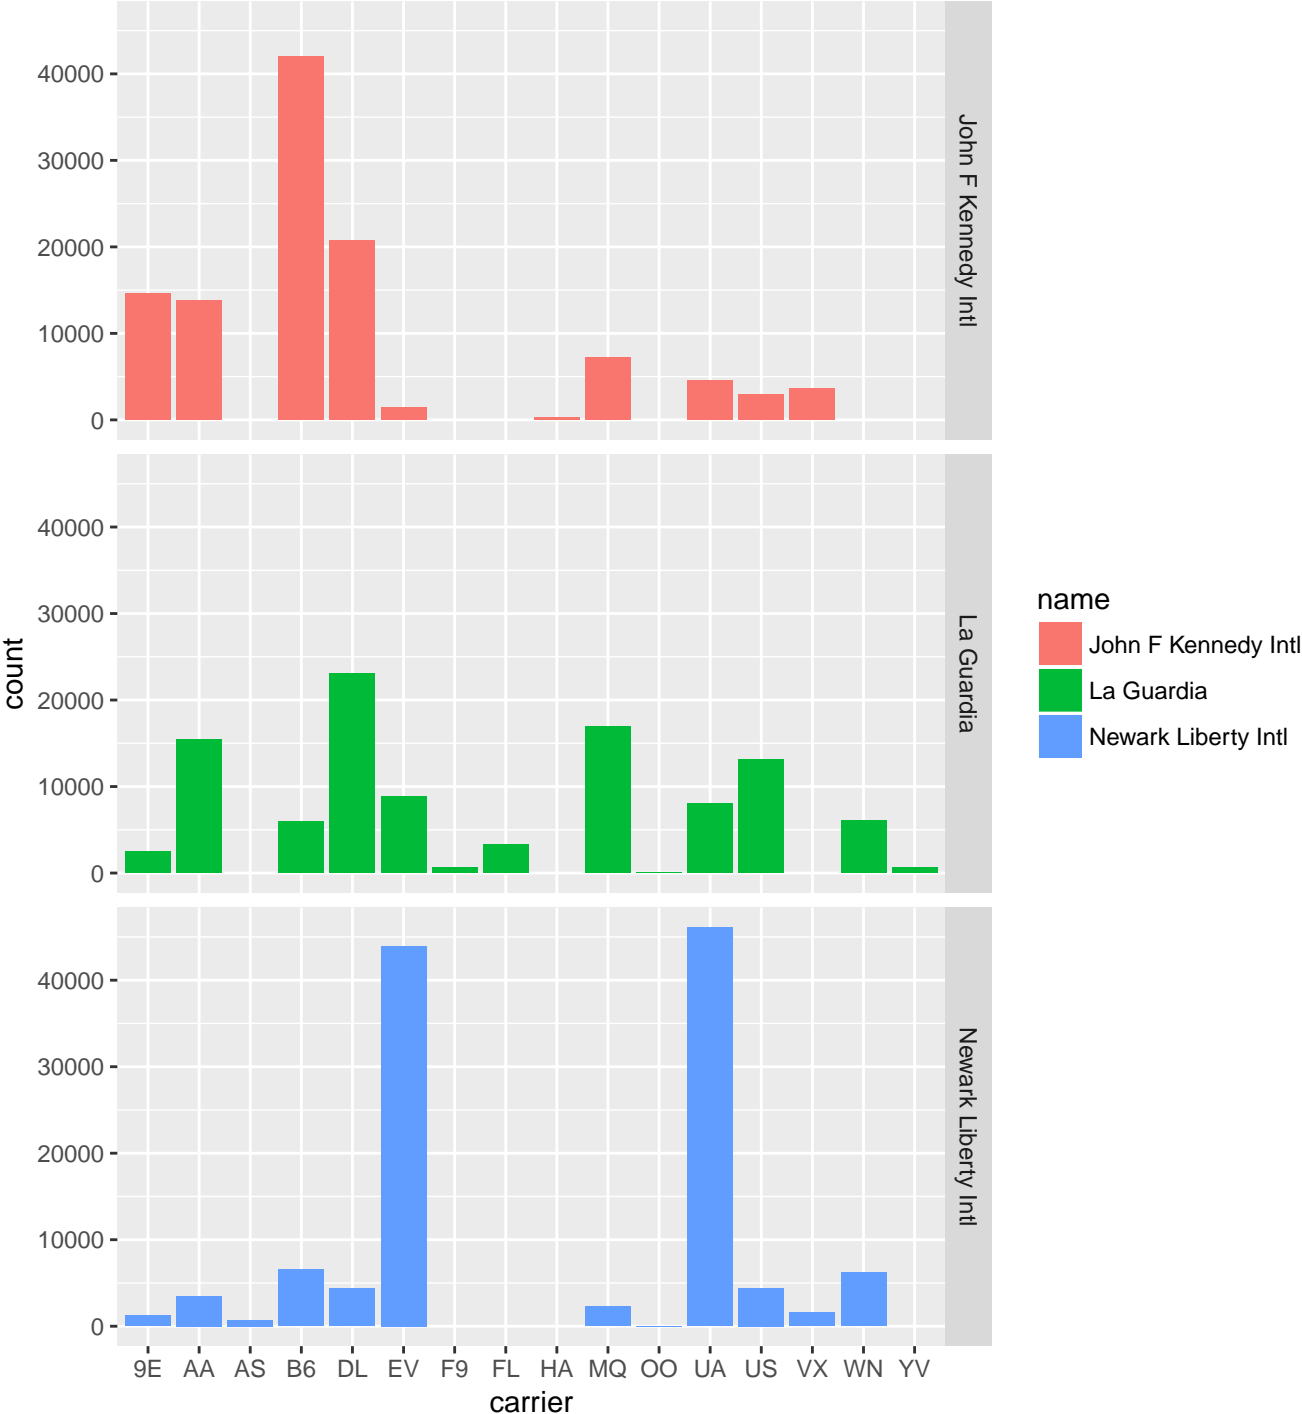 40000
30000
20000
10000
0
John F Kennedy Intl
40000
30000
20000
10000
0
La Guardia
40000
30000
20000
10000
0
Newark Liberty Intl
9E AA AS B6 DL EV F9 FL HA MQ OO UA US VX WN YV
carrier
count
name
John F Kennedy Intl
La Guardia
Newark Liberty Intl